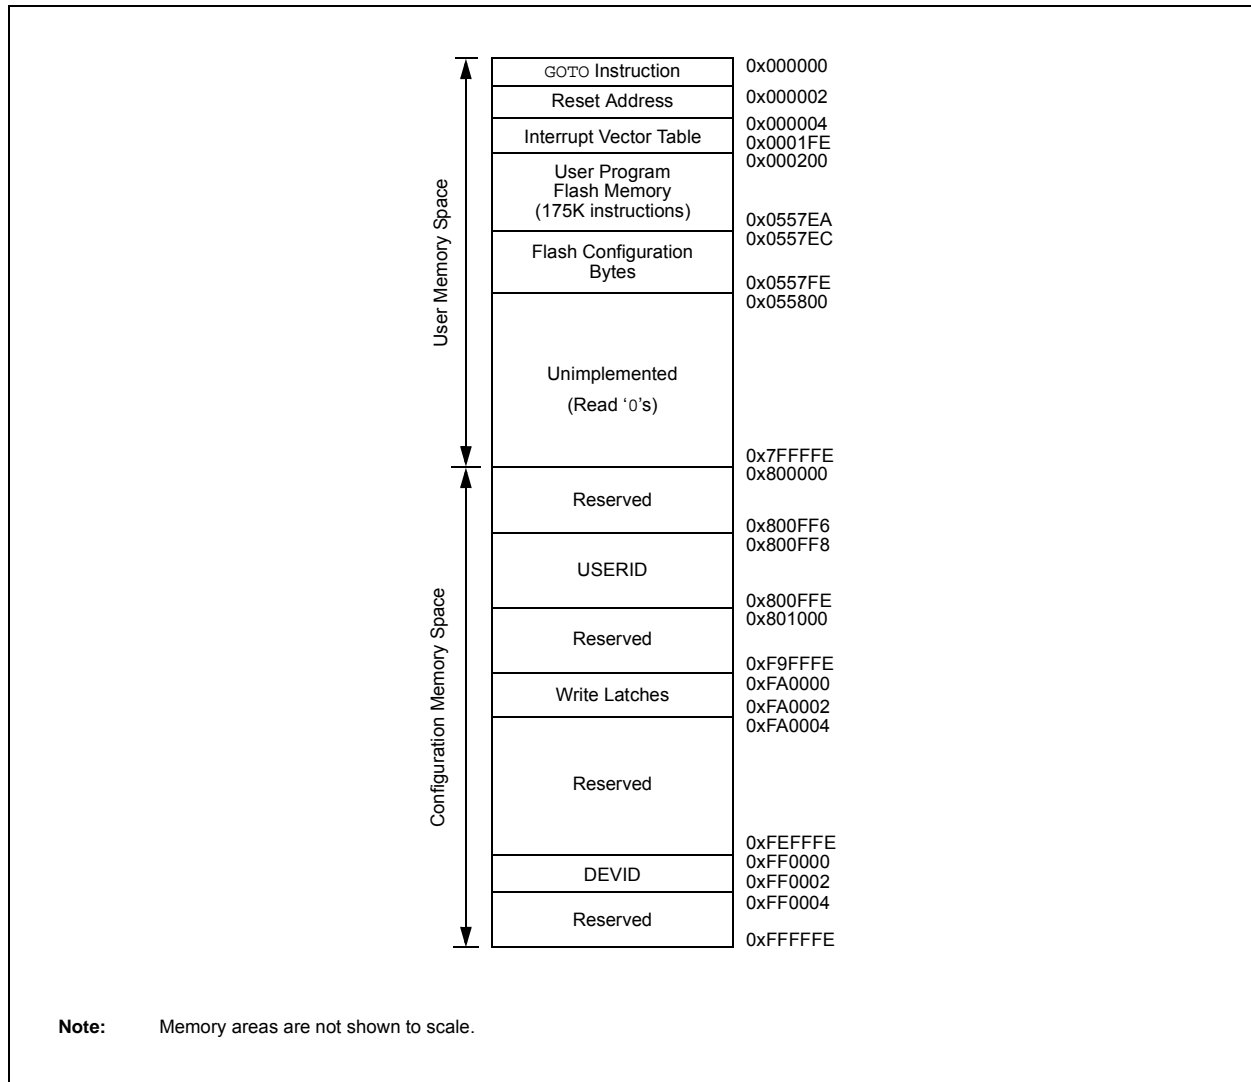 GOTO Instruction
0x000000
Reset Address
0x000002
Interrupt Vector Table
0x000004
0x0001FE
User Program
Flash Memory
(175K instructions)
0x000200
0x0557EA
Flash Configuration
Bytes
0x0557EC
0x0557FE
Unimplemented
(Read ‘0’s)
0x055800
0x7FFFFE
User Memory Space
Reserved
0x800000
0x800FF6
USERID
0x800FF8
0x800FFE
Reserved
0x801000
0xF9FFFE
Write Latches
0xFA0000
0xFA0002
Reserved
0xFA0004
0xFEFFFE
DEVID
0xFF0000
0xFF0002
Reserved
0xFF0004
0xFFFFFE
Configuration Memory Space
Note: Memory areas are not shown to scale.